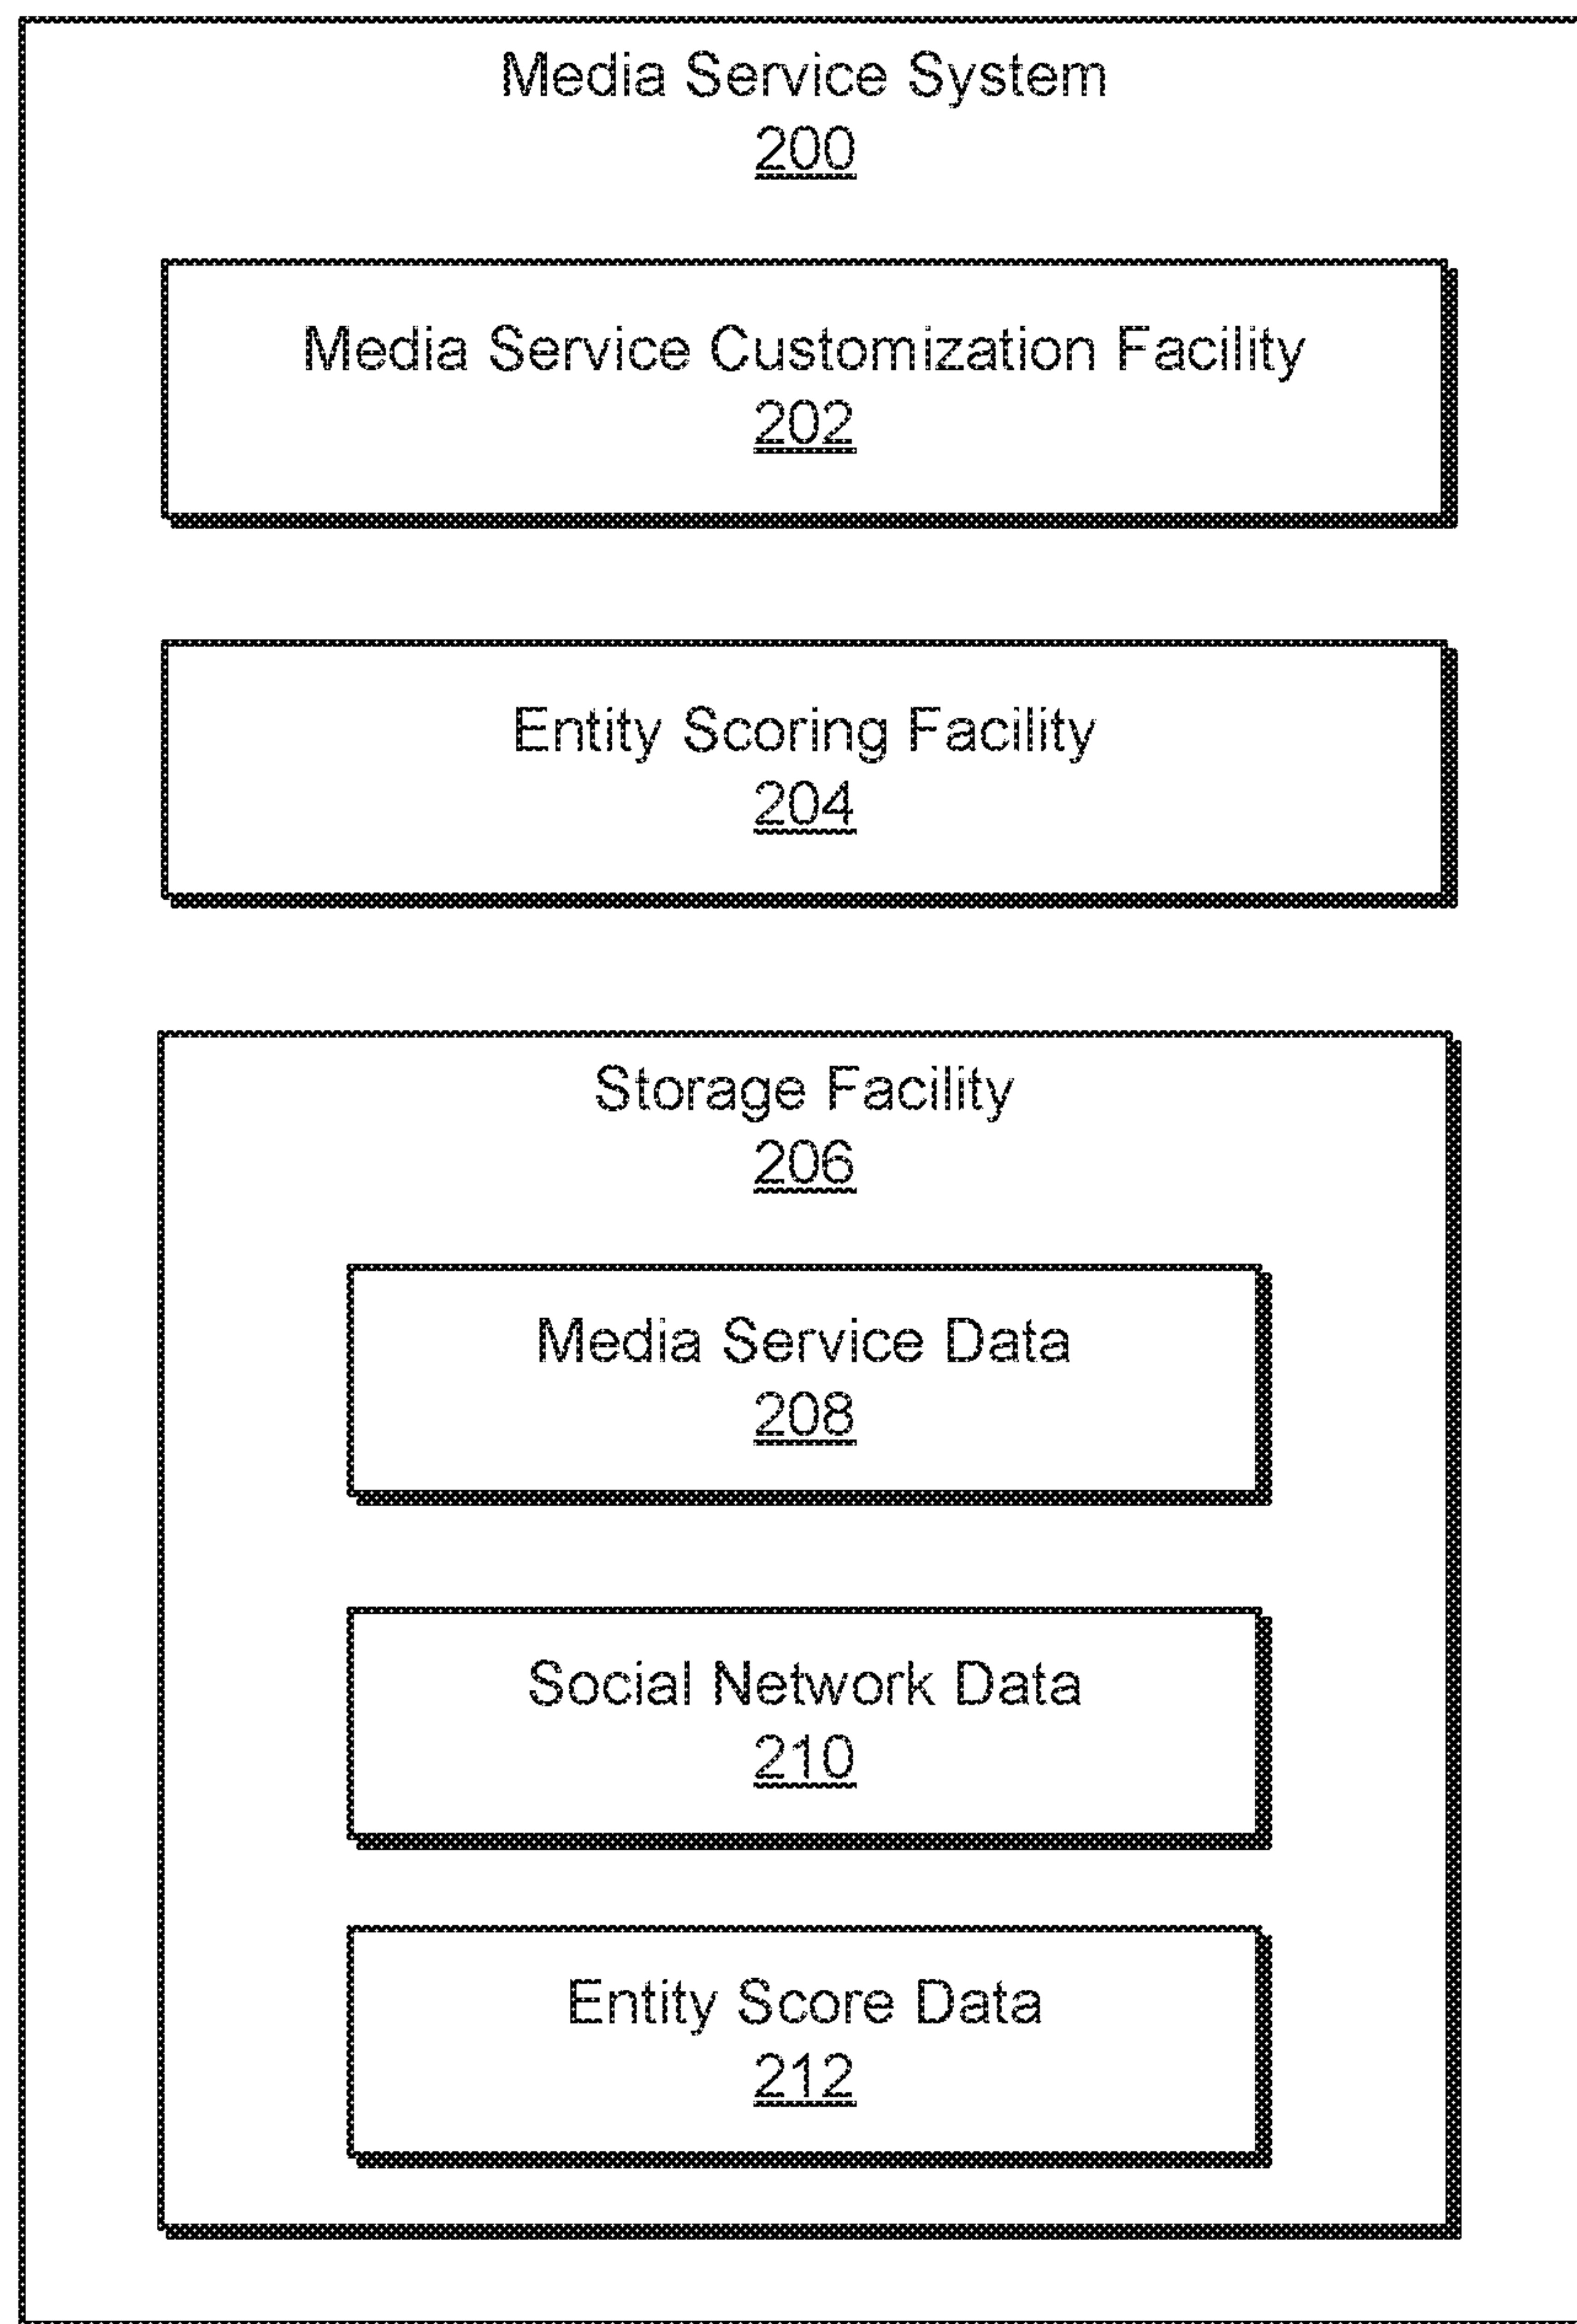 Media Service System
200
Media Service Customization Facility
202
Entity Scoring Facility
204
Storage Facility
206
Media Service Data
208
Social Network Data
210
Entity Score Data
212